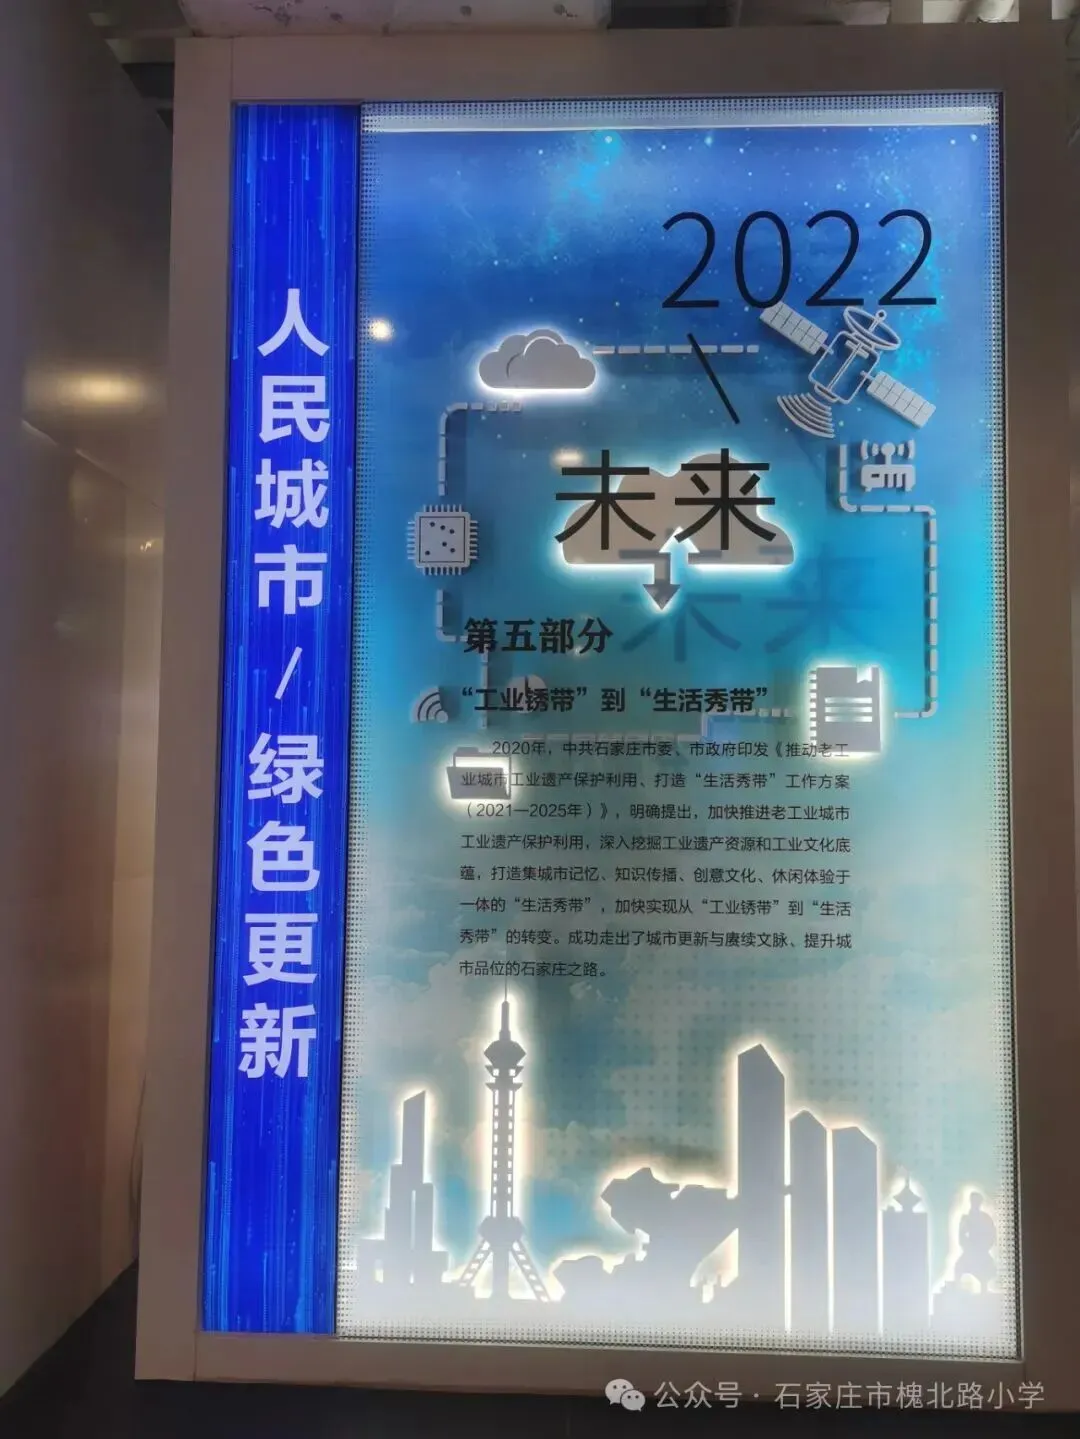 人民城市/绿色更新
2022
\
未来
第五部分
“工业锈带”到“生活秀带”
2020年，中共石家庄市委、市政府印发《推动老工
业城市工业遗产保护利用、打造“生活秀带”工作方案
（2021—2025年）》，明确提出，加快推进老工业城市
工业遗产保护利用，深入挖掘工业遗产资源和工业文化底
蕴，打造集城市记忆、知识传播、创意文化、休闲体验于
一体的“生活秀带”，加快实现从“工业锈带”到“生活
秀带”的转变。成功走出了城市更新与赓续文脉、提升城
市品位的石家庄之路。
公众号·石家庄市槐北路小学